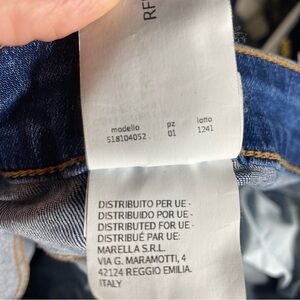 RF
modello pz lotto
518104052 01 1241
DISTRIBUITO PER UE -
DISTRIBUIDO POR UE -
DISTRIBUTED FOR UE -
DISTRIBUÉ PAR UE:
MARELLA S.R.L.
VIA G. MARAMOTTI, 4
42124 REGGIO EMILIA.
ITALY